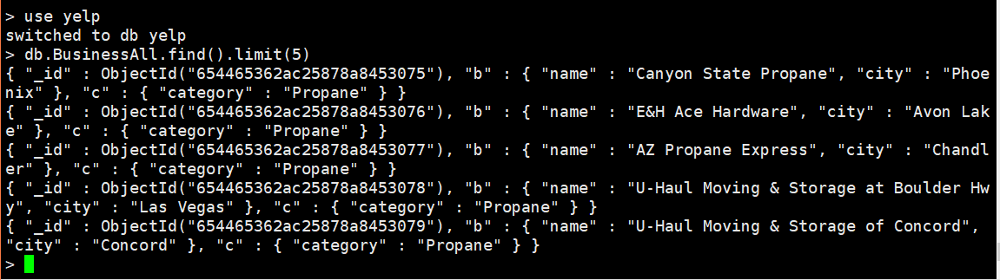 > use yelp
switched to db yelp
> db.BusinessAll.find().limit(5)
{ "_id" : ObjectId("654465362ac25878a8453075"), "b" : { "name" : "Canyon State Propane", "city" : "Phoe
nix" }, "c" : { "category" : "Propane" } }
{ "_id" : ObjectId("654465362ac25878a8453076"), "b" : { "name" : "E&H Ace Hardware", "city" : "Avon Lak
e" }, "c" : { "category" : "Propane" } }
{ "_id" : ObjectId("654465362ac25878a8453077"), "b" : { "name" : "AZ Propane Express", "city" : "Chandl
er" }, "c" : { "category" : "Propane" } }
{ "_id" : ObjectId("654465362ac25878a8453078"), "b" : { "name" : "U-Haul Moving & Storage at Boulder Hw
y", "city" : "Las Vegas" }, "c" : { "category" : "Propane" } }
{ "_id" : ObjectId("654465362ac25878a8453079"), "b" : { "name" : "U-Haul Moving & Storage of Concord",
"city" : "Concord" }, "c" : { "category" : "Propane" } }
>